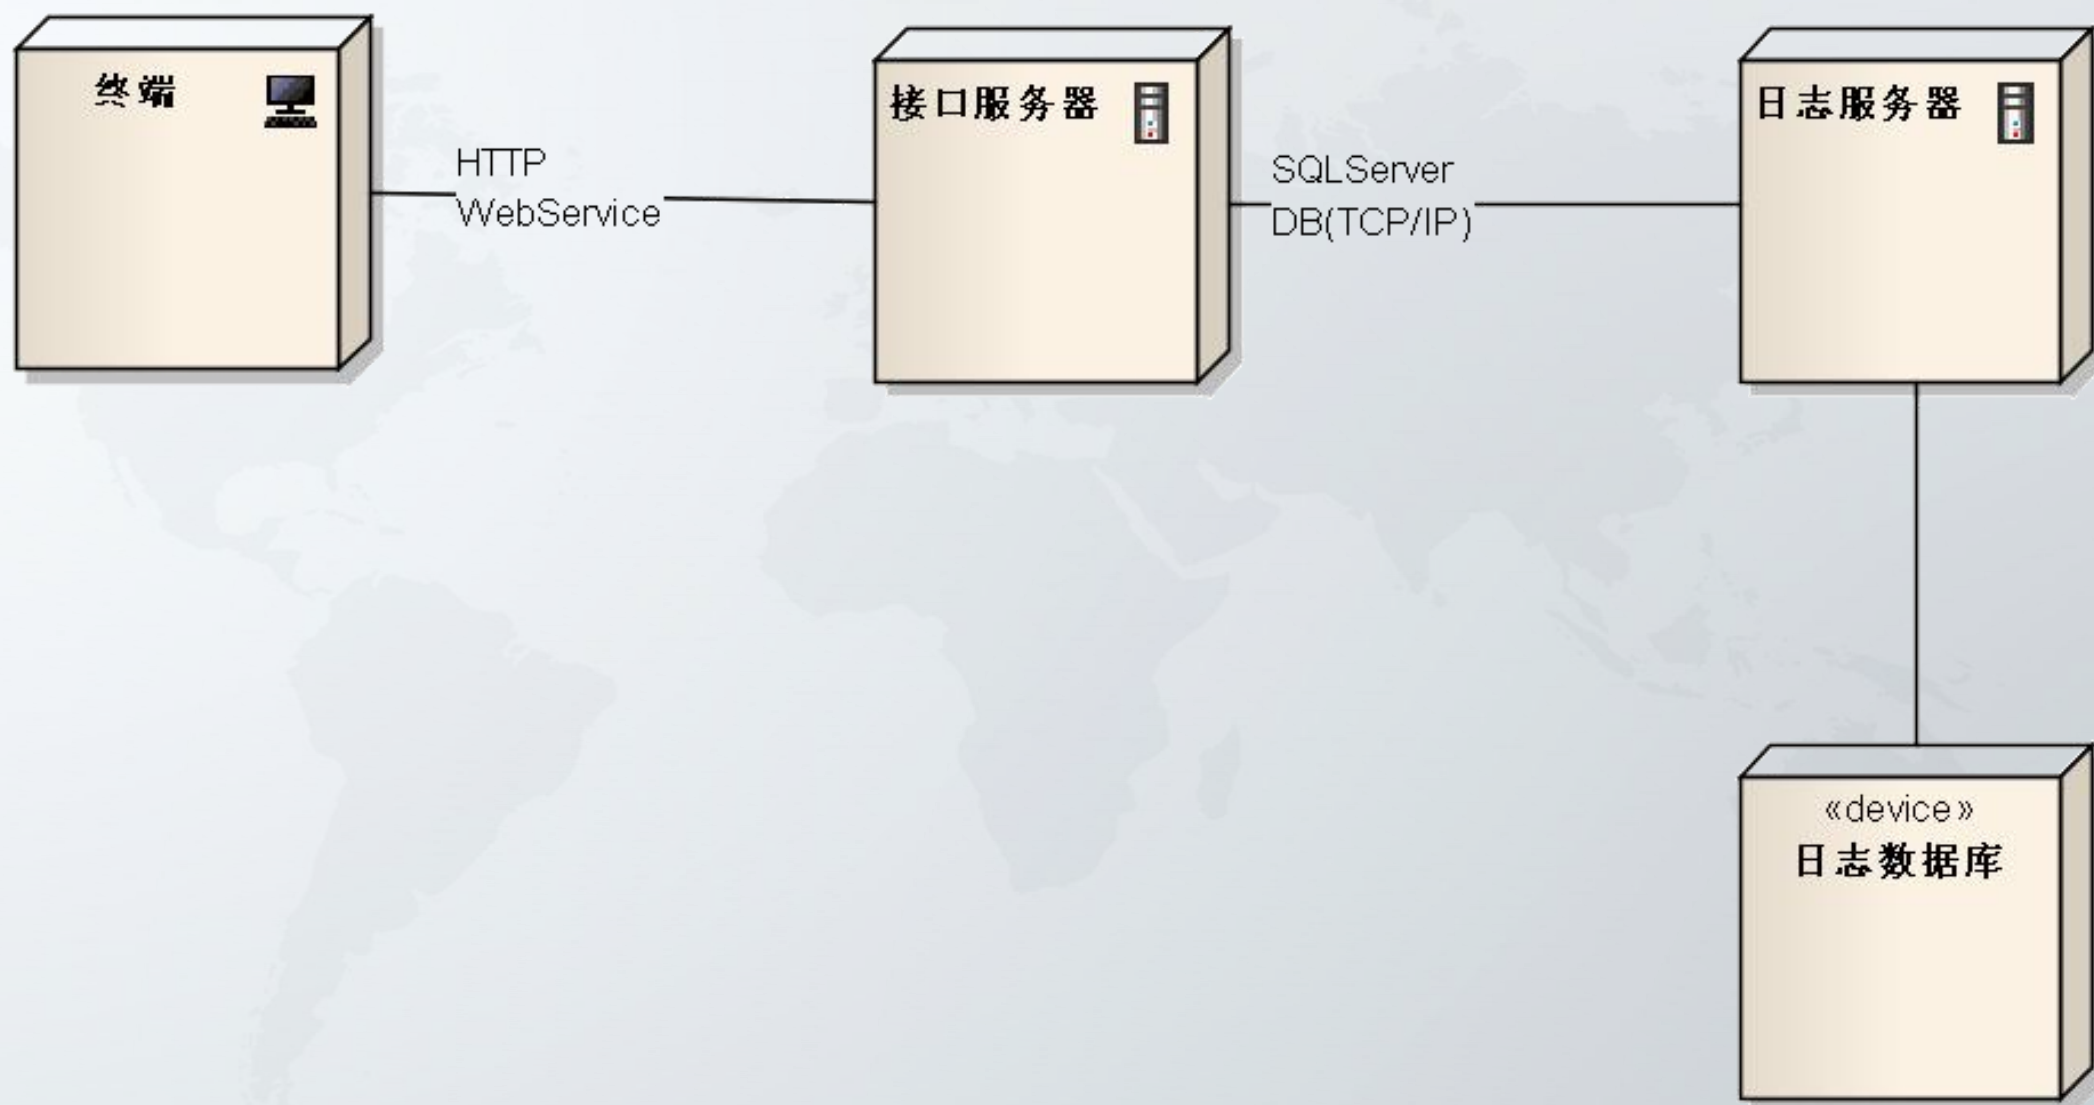 终端
HTTP
WebService
接口服务器
SQLServer
DB(TCP/IP)
日志服务器
«device»
日志数据库